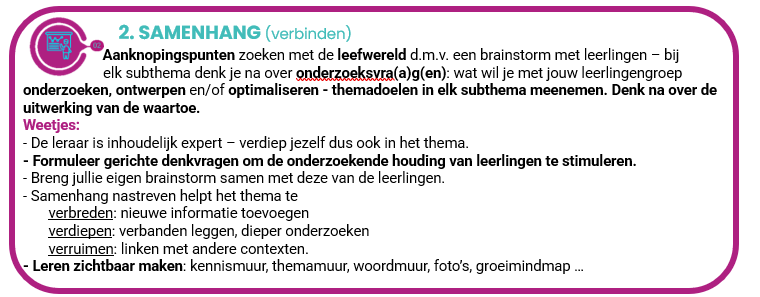 2. SAMENHANG (verbinden)
Aanknopingspunten zoeken met de leefwereld d.m.v. een brainstorm met leerlingen – bij
elk subthema denk je na over onderzoeksvra(a)g(en): wat wil je met jouw leerlingengroep
onderzoeken, ontwerpen en/of optimaliseren - themadoelen in elk subthema meenemen. Denk na over de
uitwerking van de waartoe.
Weetjes:
- De leraar is inhoudelijk expert – verdiep jezelf dus ook in het thema.
- Formuleer gerichte denkvragen om de onderzoekende houding van leerlingen te stimuleren.
- Breng jullie eigen brainstorm samen met deze van de leerlingen.
- Samenhang nastreven helpt het thema te
verbreden: nieuwe informatie toevoegen
verdiepen: verbanden leggen, dieper onderzoeken
verruimen: linken met andere contexten.
- Leren zichtbaar maken: kennismuur, themamuur, woordmuur, foto's, groeimindmap ...